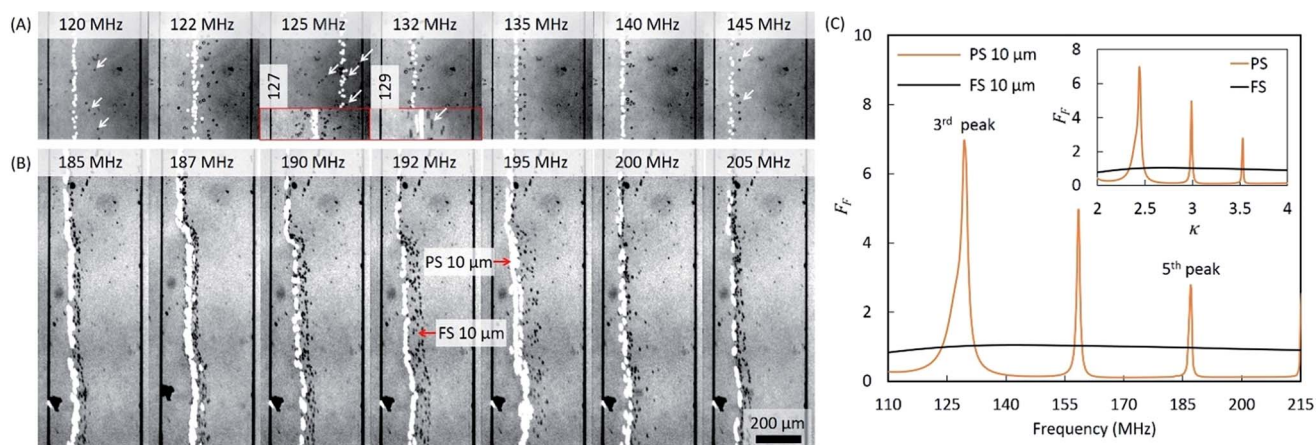 (A)
120 MHz
122 MHz
125 MHz
132 MHz
135 MHz
140 MHz
145 MHz
127
129
(B)
185 MHz
187 MHz
190 MHz
192 MHz
195 MHz
200 MHz
205 MHz
PS 10 μm
FS 10 μm
200 μm
(C)
10
8
6
4
2
0
F_F
PS 10 μm
FS 10 μm
3rd peak
5th peak
8
6
4
2
0
F_F
PS
FS
2
2.5
3
3.5
4
κ
110
125
140
155
170
185
200
215
Frequency (MHz)